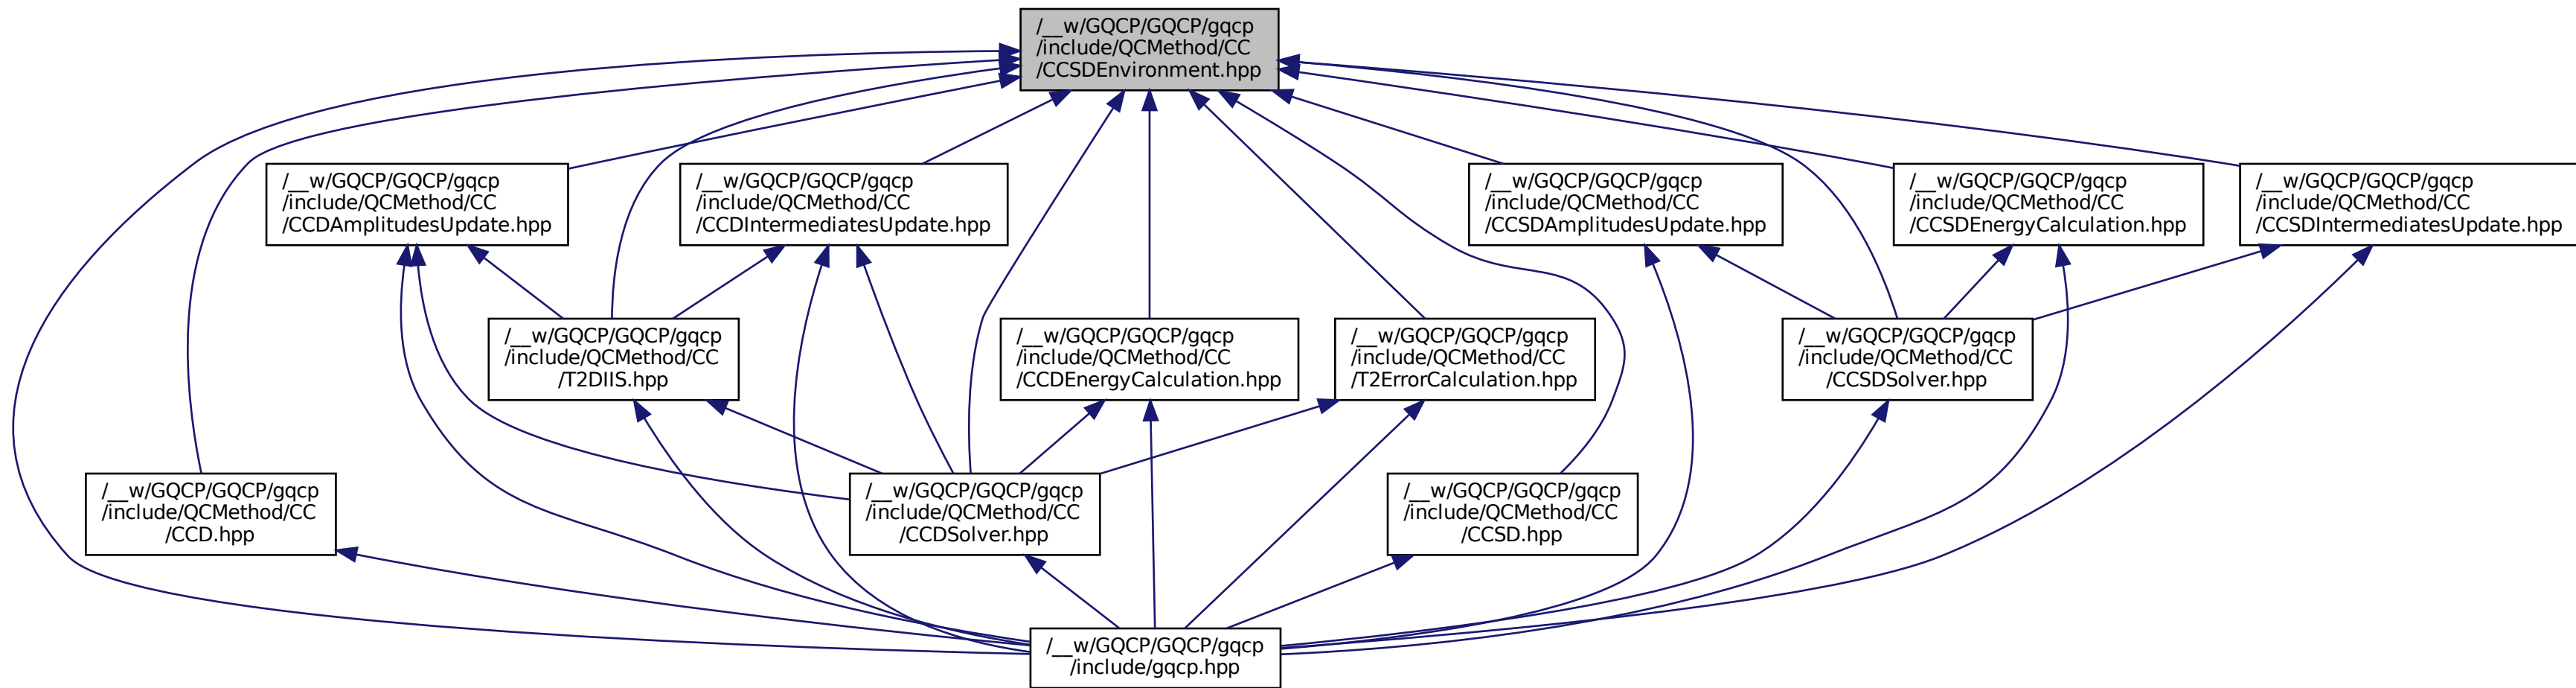 /__w/GQCP/GQCP/gqcp
/include/QCMethod/CC
/CCSDEnvironment.hpp
/__w/GQCP/GQCP/gqcp
/include/QCMethod/CC
/CCDAmplitudesUpdate.hpp
/__w/GQCP/GQCP/gqcp
/include/QCMethod/CC
/CCDIntermediatesUpdate.hpp
/__w/GQCP/GQCP/gqcp
/include/QCMethod/CC
/CCSDAmplitudesUpdate.hpp
/__w/GQCP/GQCP/gqcp
/include/QCMethod/CC
/CCSDEnergyCalculation.hpp
/__w/GQCP/GQCP/gqcp
/include/QCMethod/CC
/CCSDIntermediatesUpdate.hpp
/__w/GQCP/GQCP/gqcp
/include/QCMethod/CC
/T2DIIS.hpp
/__w/GQCP/GQCP/gqcp
/include/QCMethod/CC
/CCDEnergyCalculation.hpp
/__w/GQCP/GQCP/gqcp
/include/QCMethod/CC
/T2ErrorCalculation.hpp
/__w/GQCP/GQCP/gqcp
/include/QCMethod/CC
/CCSDSolver.hpp
/__w/GQCP/GQCP/gqcp
/include/QCMethod/CC
/CCD.hpp
/__w/GQCP/GQCP/gqcp
/include/QCMethod/CC
/CCDSolver.hpp
/__w/GQCP/GQCP/gqcp
/include/QCMethod/CC
/CCSD.hpp
/__w/GQCP/GQCP/gqcp
/include/gqcp.hpp